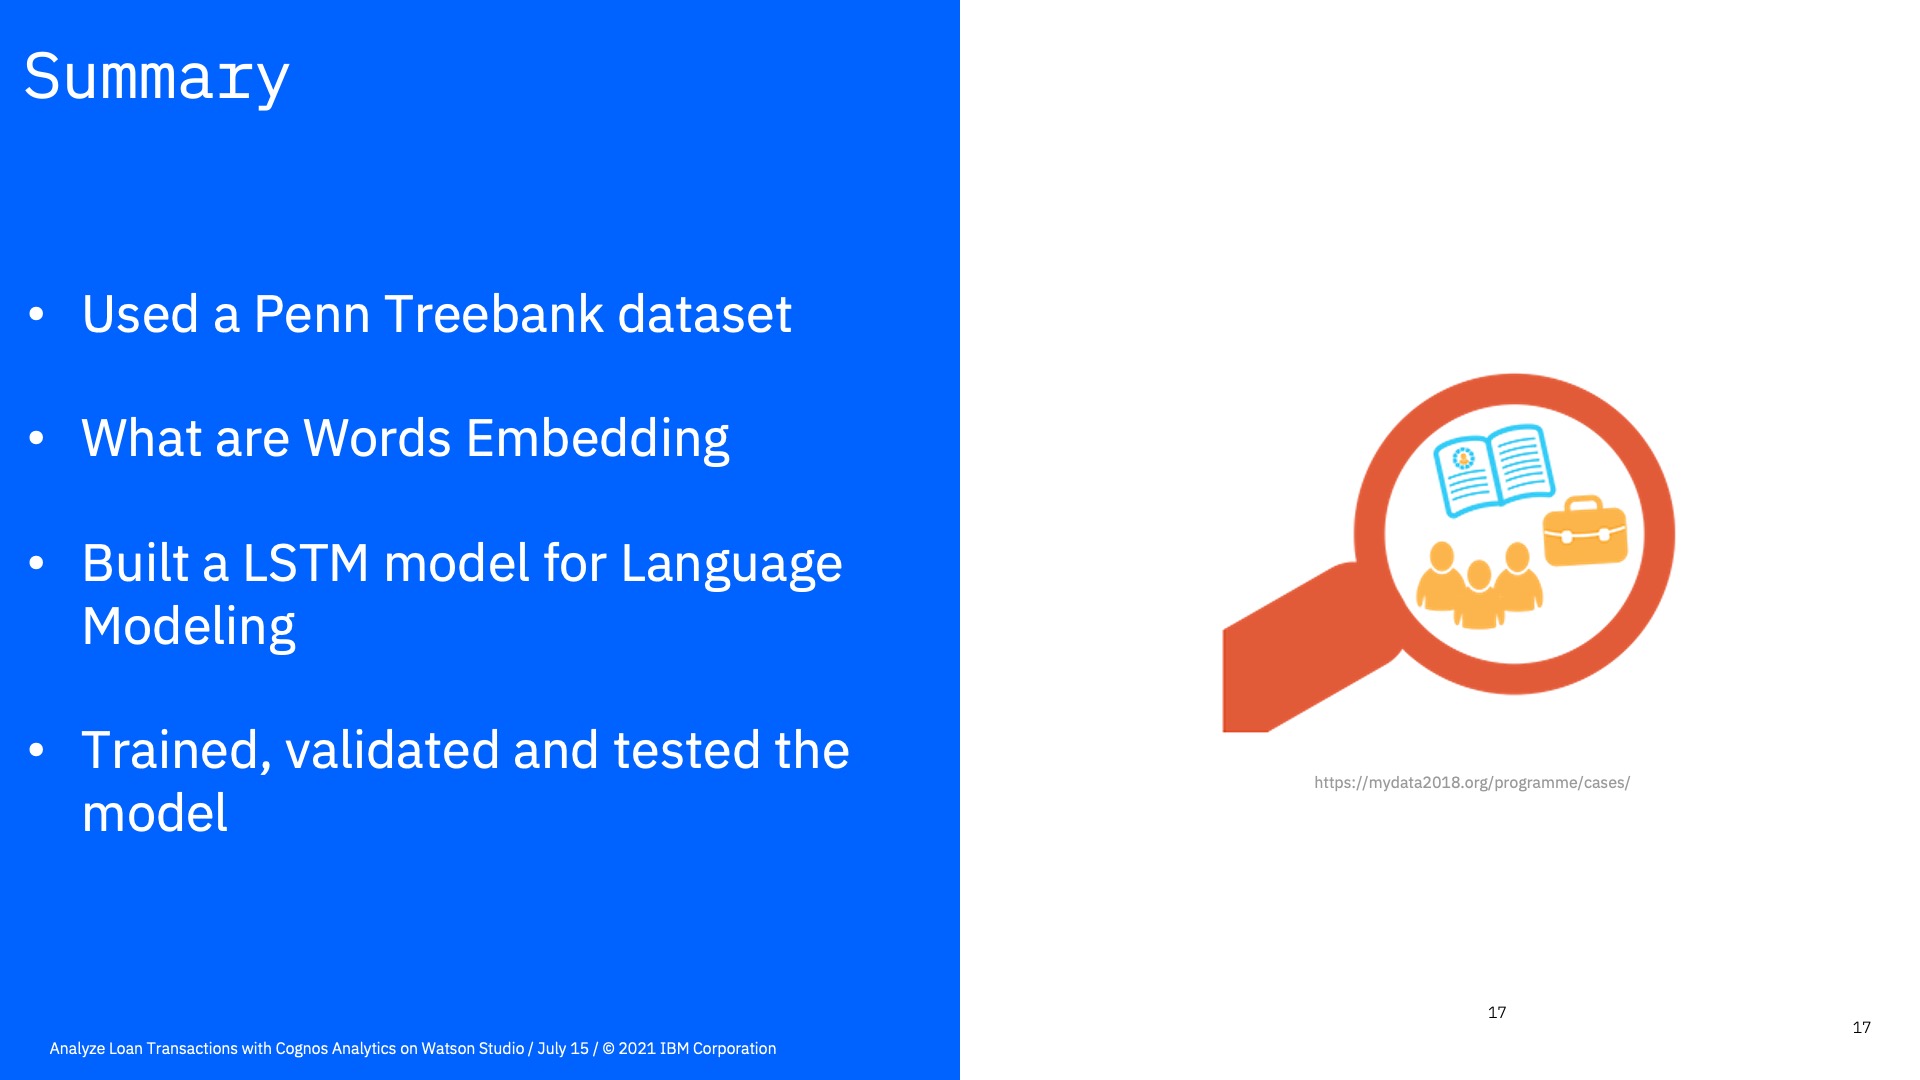 Summary
• Used a Penn Treebank dataset
• What are Words Embedding
• Built a LSTM model for Language
Modeling
• Trained, validated and tested the
model
https://mydata2018.org/programme/cases/
17
17
Analyze Loan Transactions with Cognos Analytics on Watson Studio / July 15 / © 2021 IBM Corporation